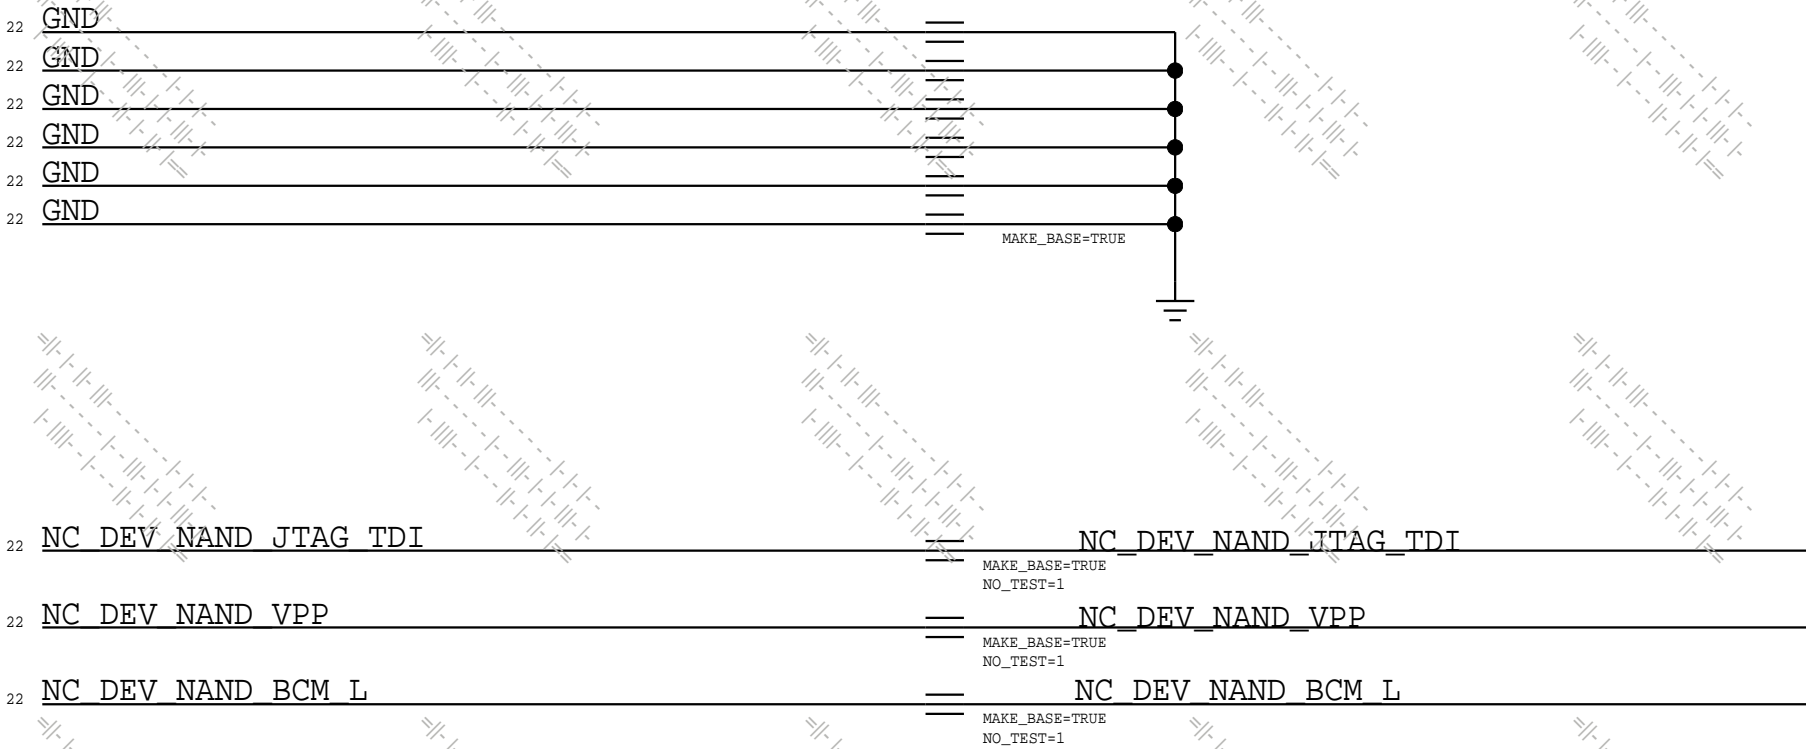 22 GND
22 GND
22 GND
22 GND
22 GND
22 GND
MAKE_BASE=TRUE
22 NC_DEV_NAND_JTAG_TDI NC_DEV_NAND_JTAG_TDI
MAKE_BASE=TRUE
NO_TEST=1
22 NC_DEV_NAND_VPP NC_DEV_NAND_VPP
MAKE_BASE=TRUE
NO_TEST=1
22 NC_DEV_NAND_BCM_L NC_DEV_NAND_BCM_L
MAKE_BASE=TRUE
NO_TEST=1